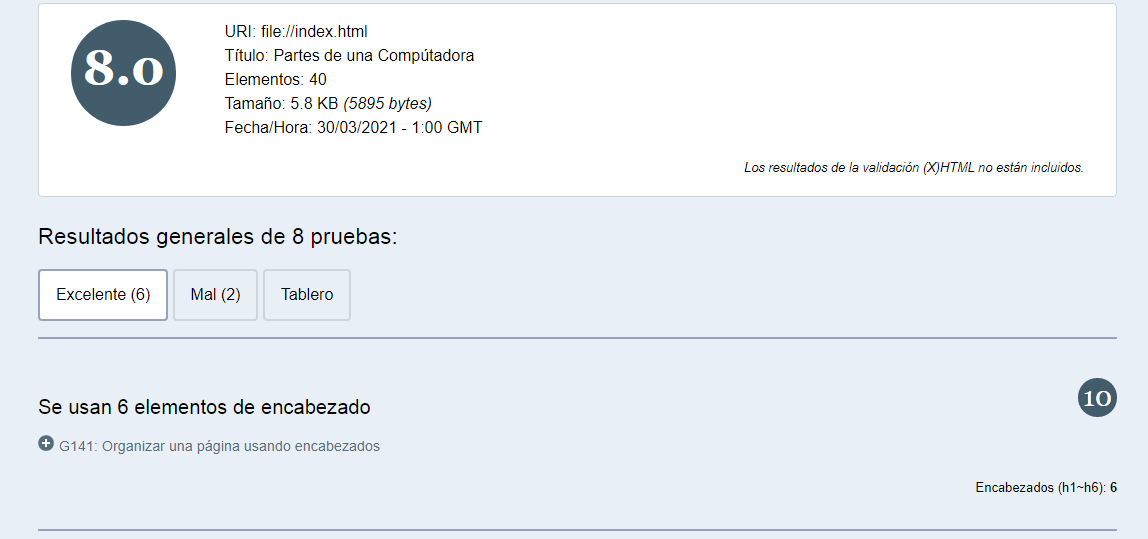 8.0
URI: file://index.html
Título: Partes de una Compútadora
Elementos: 40
Tamaño: 5.8 KB (5895 bytes)
Fecha/Hora: 30/03/2021 - 1:00 GMT
Los resultados de la validación (X)HTML no están incluidos.
Resultados generales de 8 pruebas:
Excelente (6) Mal (2) Tablero
10
Se usan 6 elementos de encabezado
G141: Organizar una página usando encabezados
Encabezados (h1~h6): 6